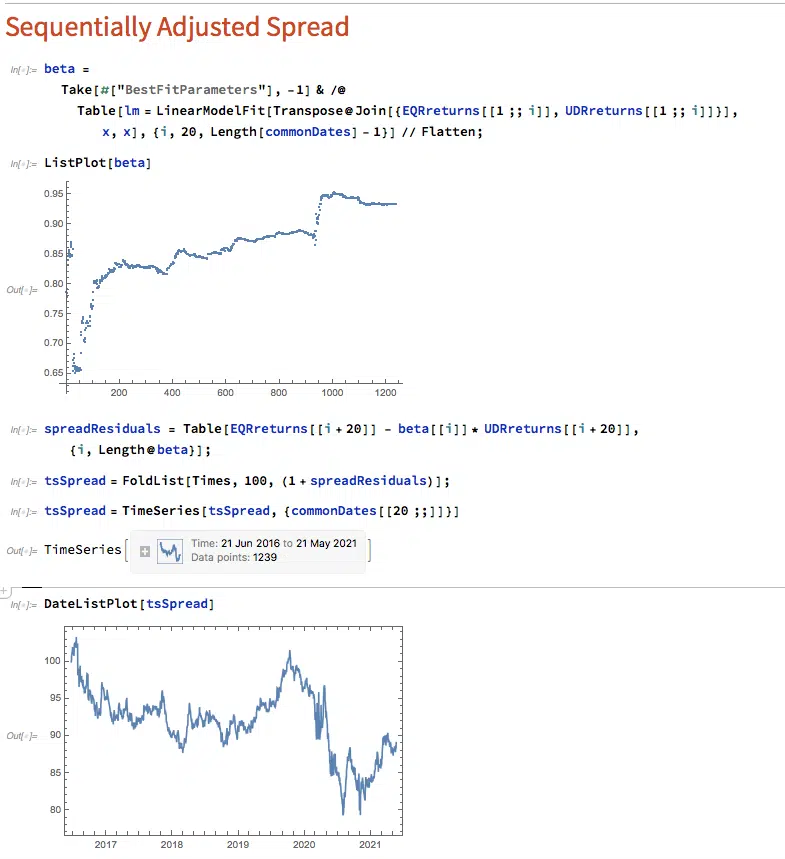 Sequentially Adjusted Spread
In[∘]:= beta =
Take[#["BestFitParameters"], -1] & /@
Table[lm = LinearModelFit[Transpose@Join[{EQRreturns[[1 ;; i]], UDRreturns[[1 ;; i]]}],
x, x], {i, 20, Length[commonDates] - 1}] // Flatten;
In[∘]:= ListPlot[beta]
0.95
0.90
0.85
0.80
Out[∘]=
0.75
0.70
0.65
200 400 600 800 1000 1200
In[∘]:= spreadResiduals = Table[EQRreturns[[i + 20]] - beta[[i]] * UDRreturns[[i + 20]],
{i, Length@beta}];
In[∘]:= tsSpread = FoldList[Times, 100, (1 + spreadResiduals)];
In[∘]:= tsSpread = TimeSeries[tsSpread, {commonDates[[20 ;;]]}]
Out[∘]= TimeSeries[ + Time: 21 Jun 2016 to 21 May 2021
Data points: 1239 ]
+
In[∘]:= DateListPlot[tsSpread]
100
95
90
Out[∘]=
85
80
2017 2018 2019 2020 2021